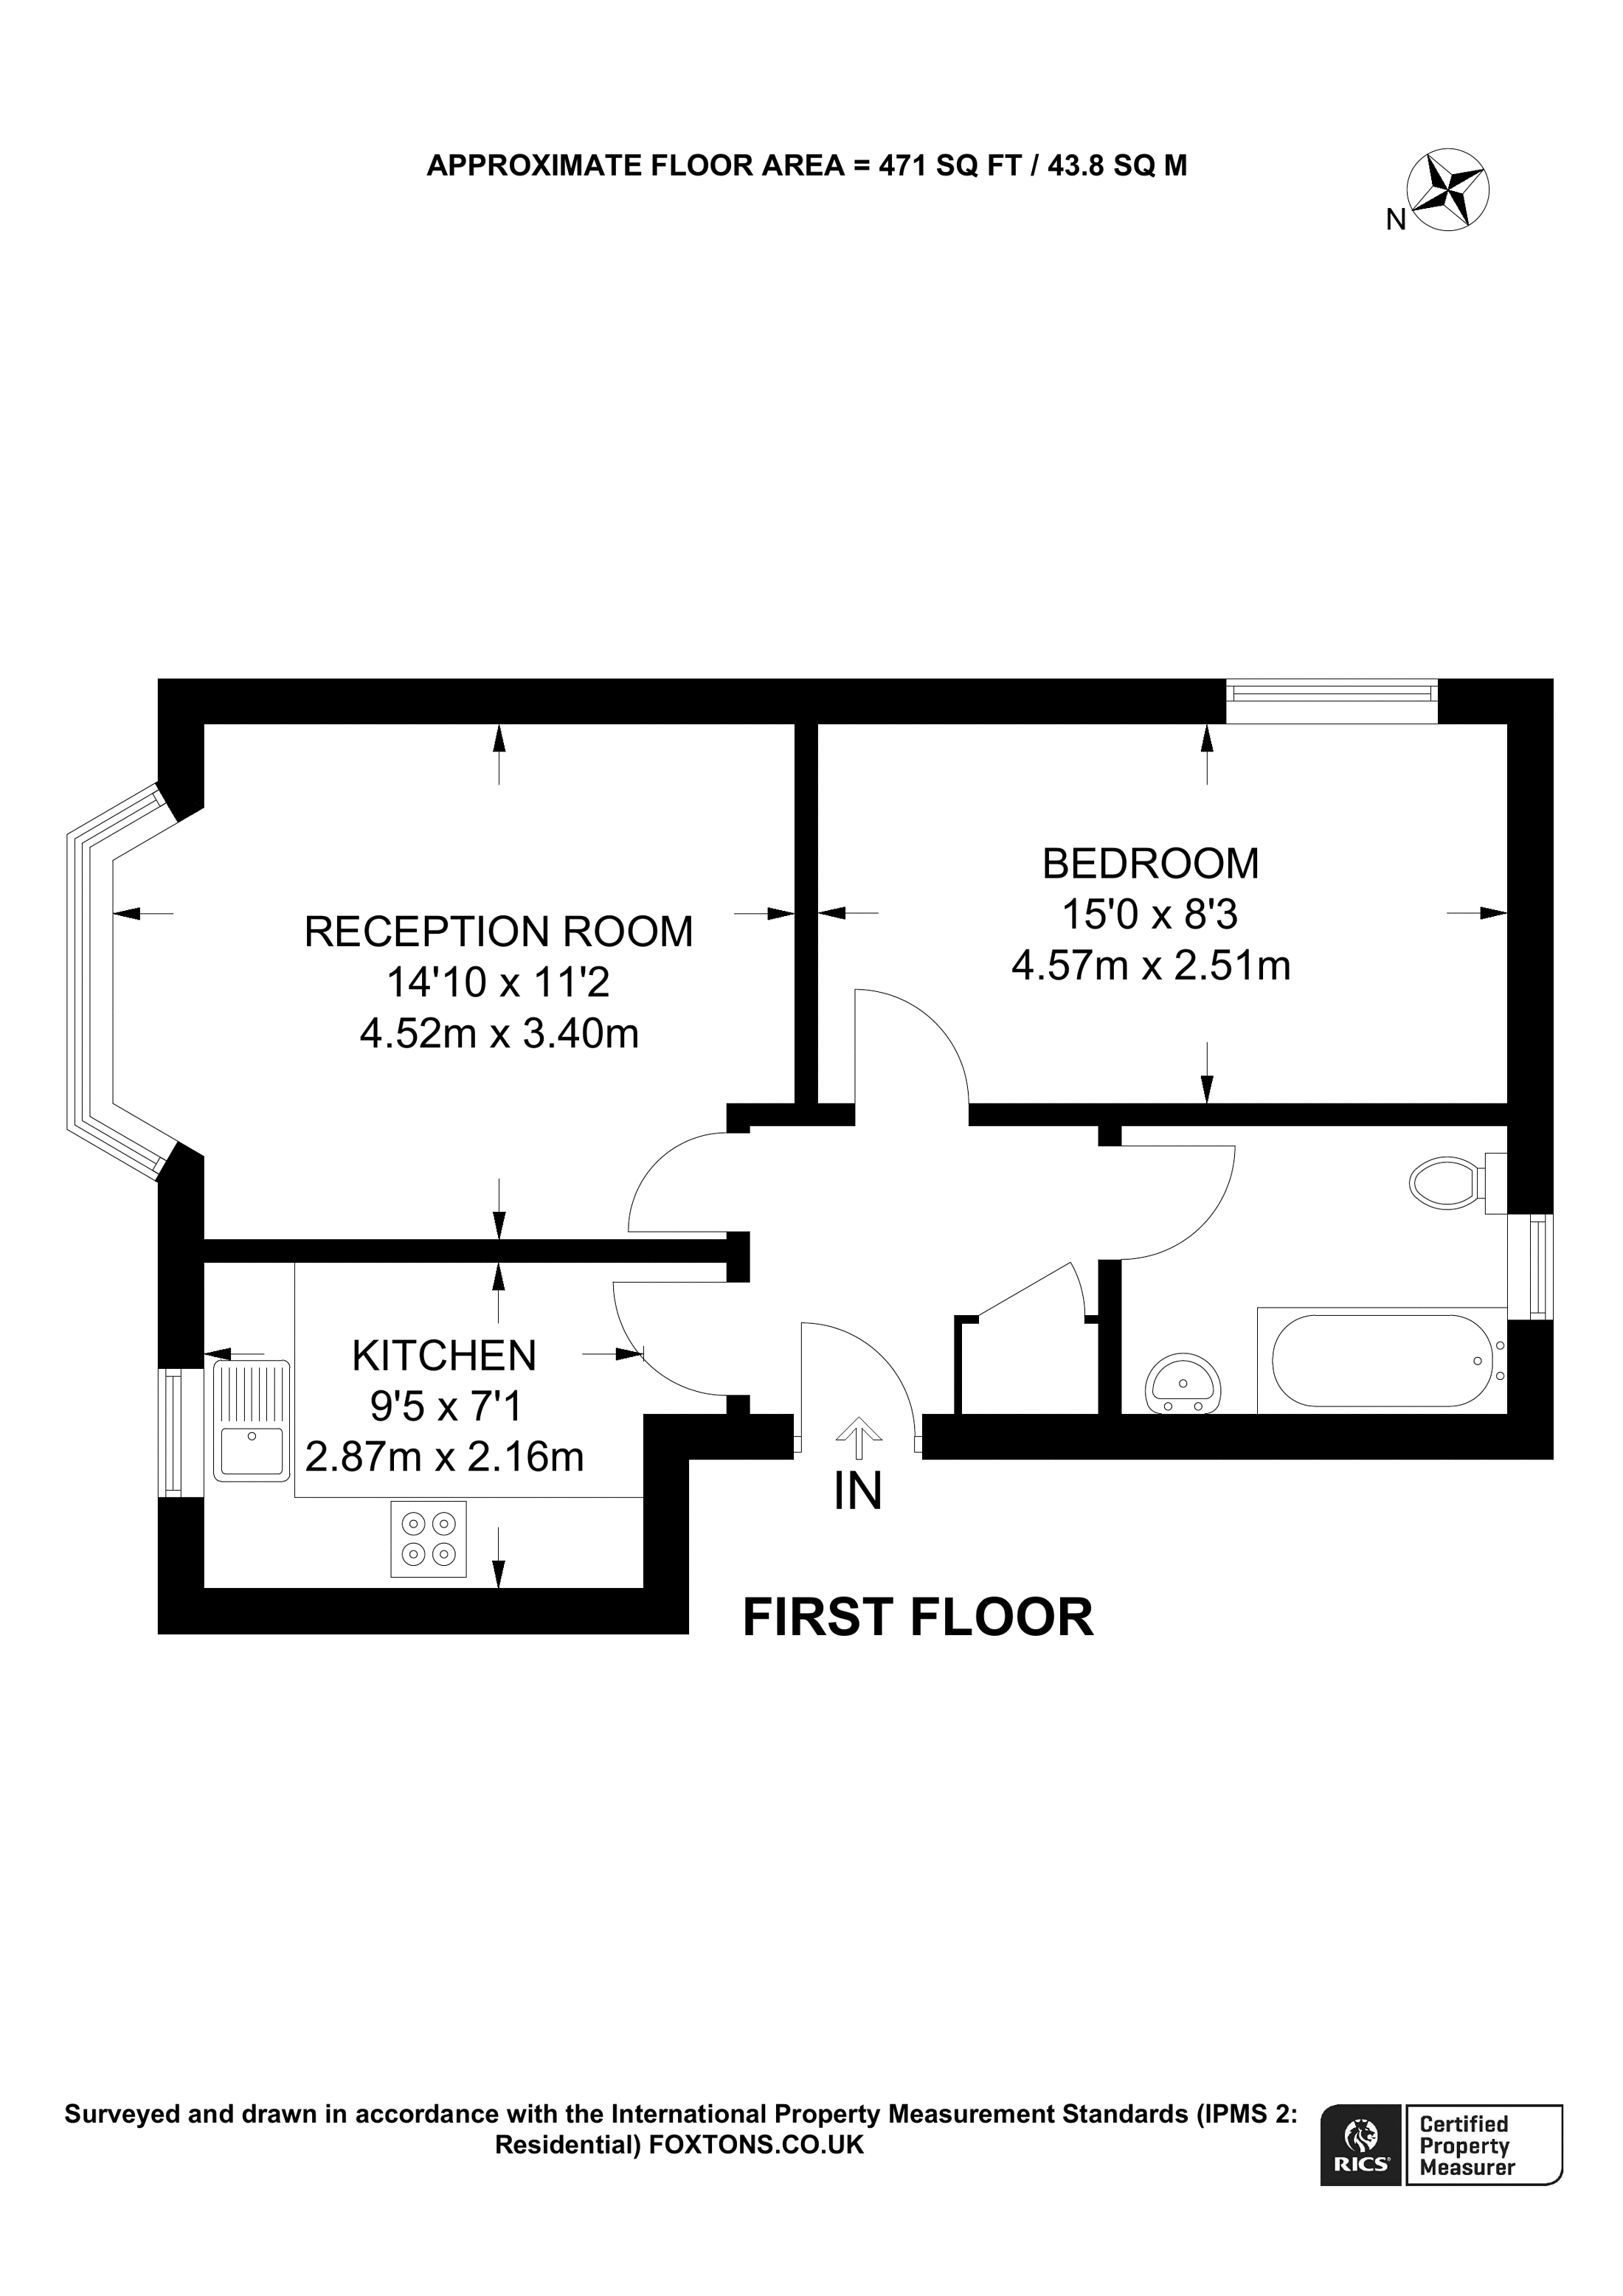 APPROXIMATE FLOOR AREA = 471 SQ FT / 43.8 SQ M
N
BEDROOM
15'0 x 8'3
4.57m x 2.51m
RECEPTION ROOM
14'10 x 11'2
4.52m x 3.40m
KITCHEN
9'5 x 7'1
2.87m x 2.16m
IN
FIRST FLOOR
Surveyed and drawn in accordance with the International Property Measurement Standards (IPMS 2:
Residential) FOXTONS.CO.UK
RICS®
Certified
Property
Measurer